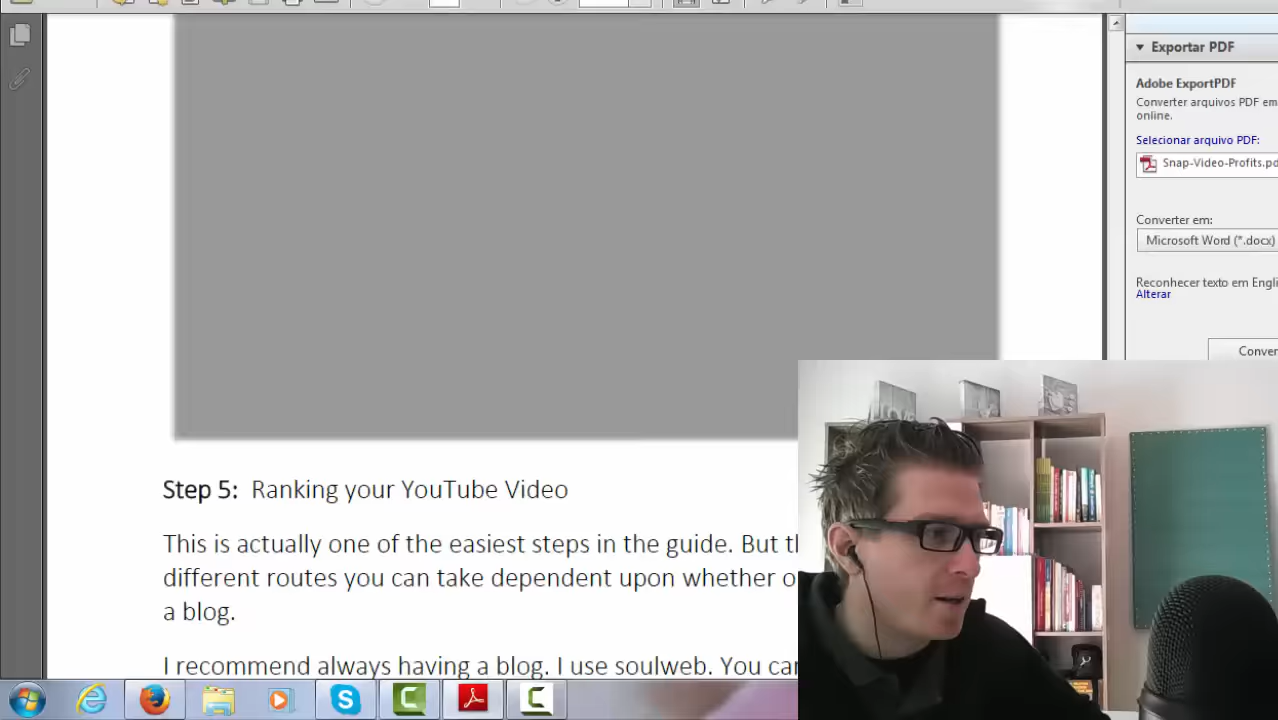 Exportar PDF
Adobe ExportPDF
Converter arquivos PDF em
online.
Selecionar arquivo PDF:
Snap-Video-Profits.pd
Converter em:
Microsoft Word (*.docx)
Reconhecer texto em Engli
Alterar
Conver
Step 5: Ranking your YouTube Video
This is actually one of the easiest steps in the guide. But th
different routes you can take dependent upon whether o
a blog.
I recommend always having a blog. I use soulweb. You can